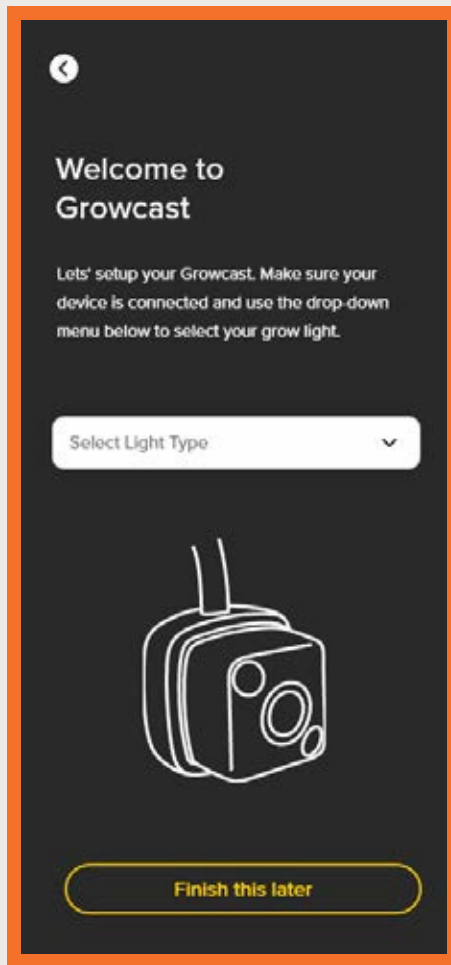 Welcome to
Growcast
Lets' setup your Growcast. Make sure your
device is connected and use the drop-down
menu below to select your grow light.
Select Light Type
Finish this later